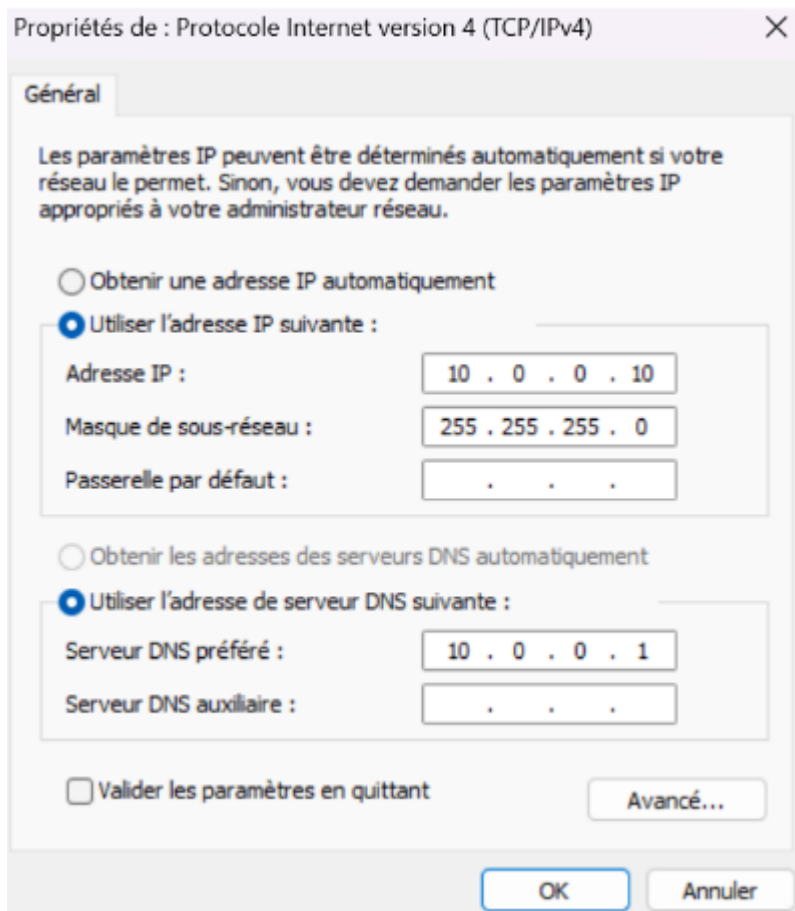 Propriétés de : Protocole Internet version 4 (TCP/IPv4)
Général
Les paramètres IP peuvent être déterminés automatiquement si votre
réseau le permet. Sinon, vous devez demander les paramètres IP
appropriés à votre administrateur réseau.
Obtenir une adresse IP automatiquement
Utiliser l'adresse IP suivante :
Adresse IP : 10 . 0 . 0 . 10
Masque de sous-réseau : 255 . 255 . 255 . 0
Passerelle par défaut : . . .
Obtenir les adresses des serveurs DNS automatiquement
Utiliser l'adresse de serveur DNS suivante :
Serveur DNS préféré : 10 . 0 . 0 . 1
Serveur DNS auxiliaire : . . .
Valider les paramètres en quittant Avancé...
OK Annuler